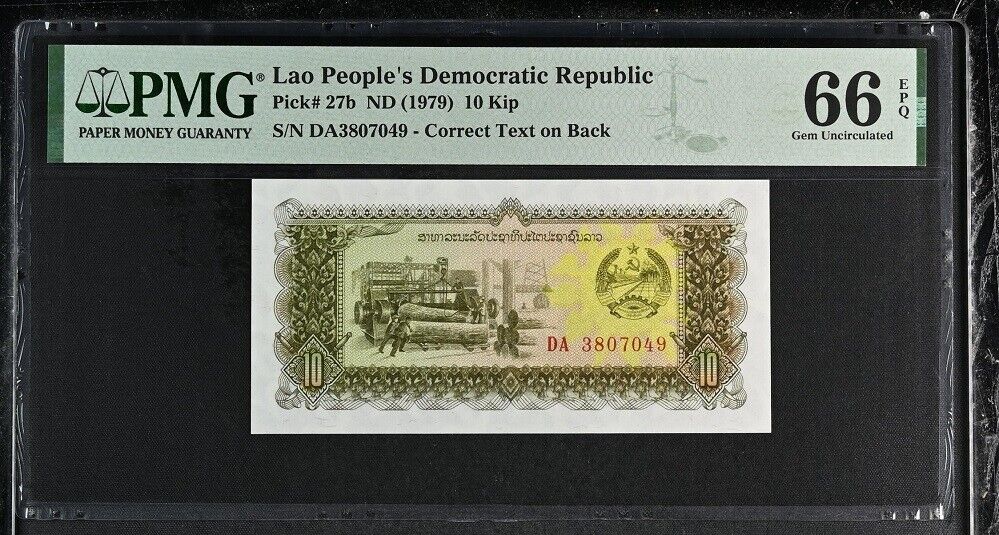 PMG®
PAPER MONEY GUARANTY
Lao People's Democratic Republic
Pick# 27b ND (1979) 10 Kip
S/N DA3807049 - Correct Text on Back
66 EPQ
Gem Uncirculated
ສາທາລະນະລັດປະຊາທິປະໄຕປະຊາຊົນລາວ
DA 3807049
10 10